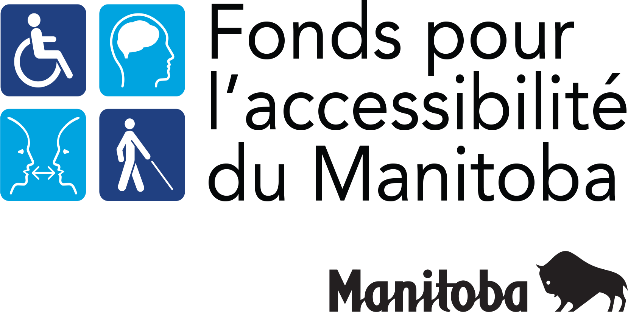 Fonds pour
l'accessibilité
du Manitoba
Manitoba